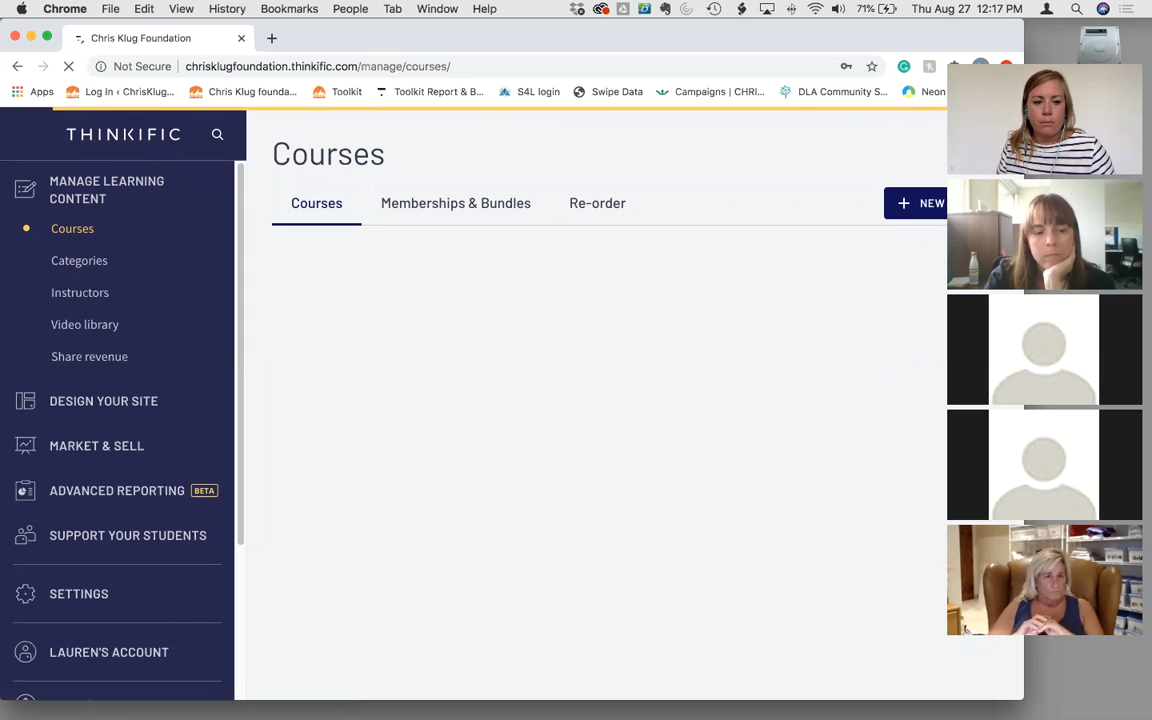 Chrome File Edit View History Bookmarks People Tab Window Help 71% Thu Aug 27 12:17 PM
Chris Klug Foundation
Not Secure chrisklugfoundation.thinkific.com/manage/courses/
Apps Log In ‹ ChrisKlug... Chris Klug founda... Toolkit Toolkit Report & B... S4L login Swipe Data Campaigns | CHRI... DLA Community S... Neon
THINKIFIC
MANAGE LEARNING
CONTENT
Courses
Categories
Instructors
Video library
Share revenue
DESIGN YOUR SITE
MARKET & SELL
ADVANCED REPORTING BETA
SUPPORT YOUR STUDENTS
SETTINGS
LAUREN'S ACCOUNT
Courses
Courses Memberships & Bundles Re-order
+ NEW